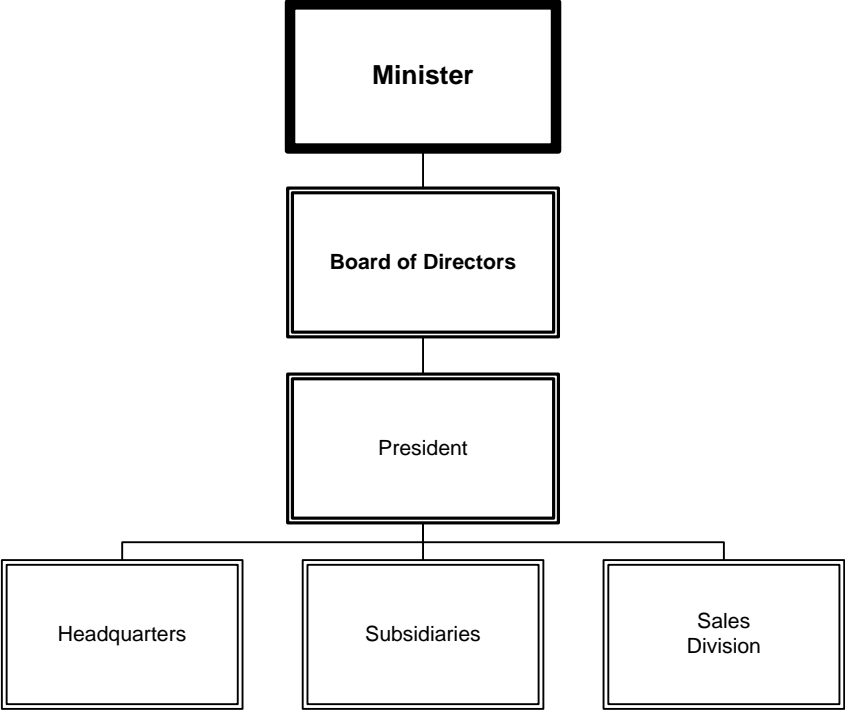 Minister
Board of Directors
President
Headquarters
Subsidiaries
Sales
Division